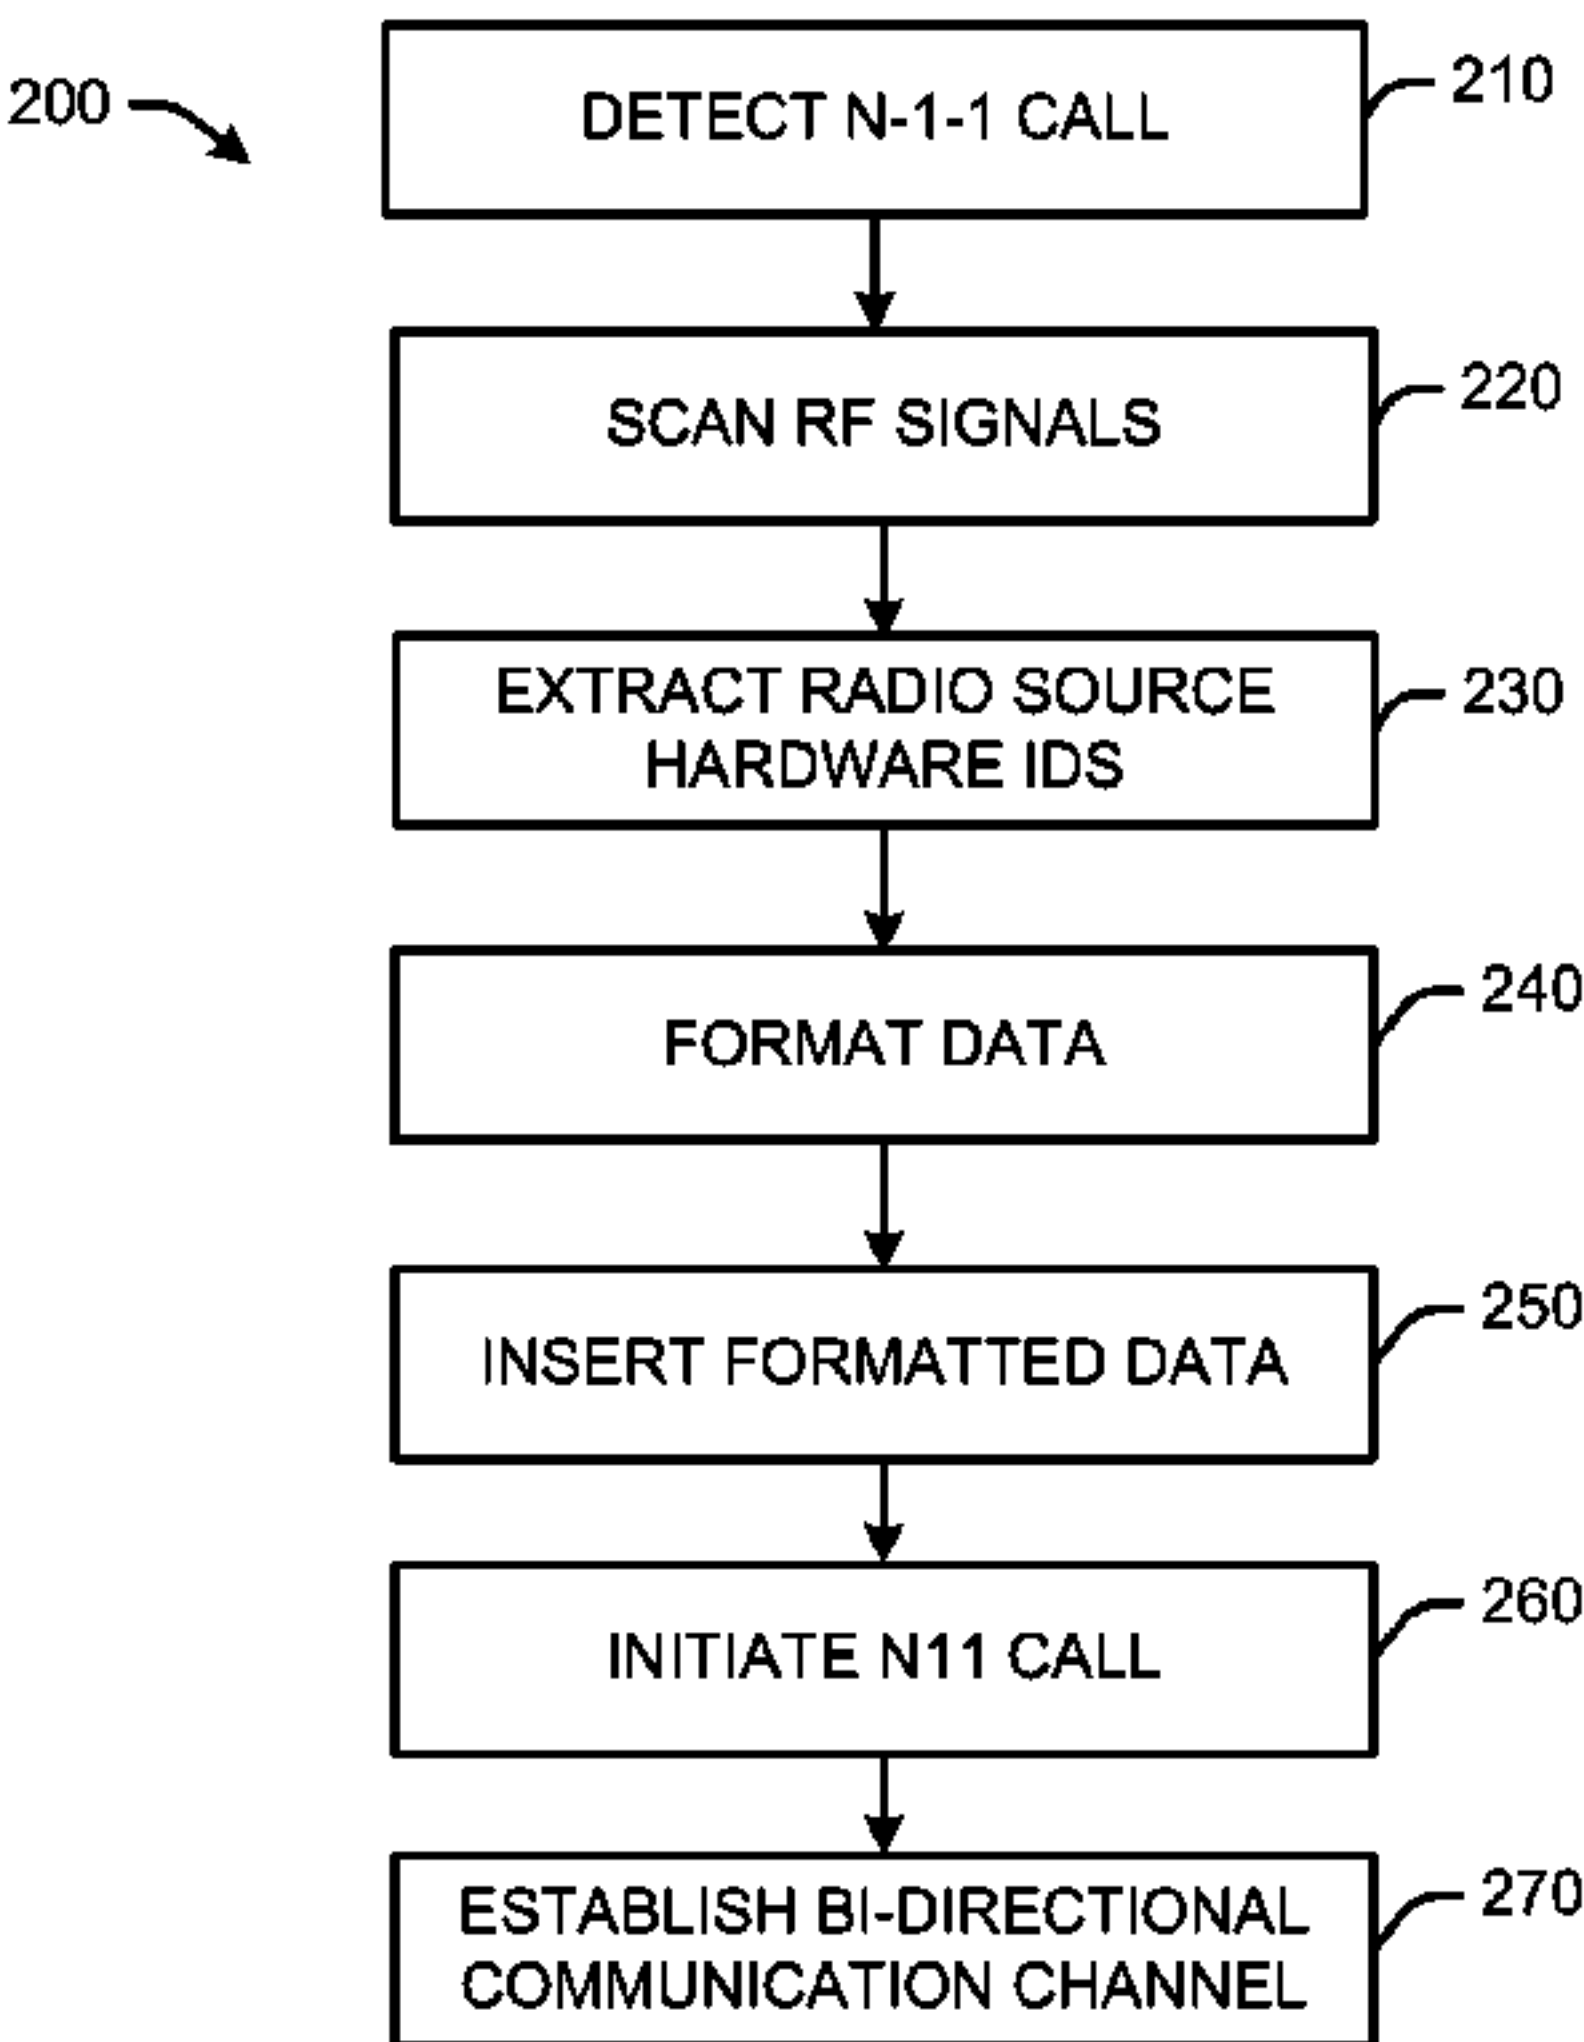 200
DETECT N-1-1 CALL
210
SCAN RF SIGNALS
220
EXTRACT RADIO SOURCE
HARDWARE IDS
230
FORMAT DATA
240
INSERT FORMATTED DATA
250
INITIATE N11 CALL
260
ESTABLISH BI-DIRECTIONAL
COMMUNICATION CHANNEL
270